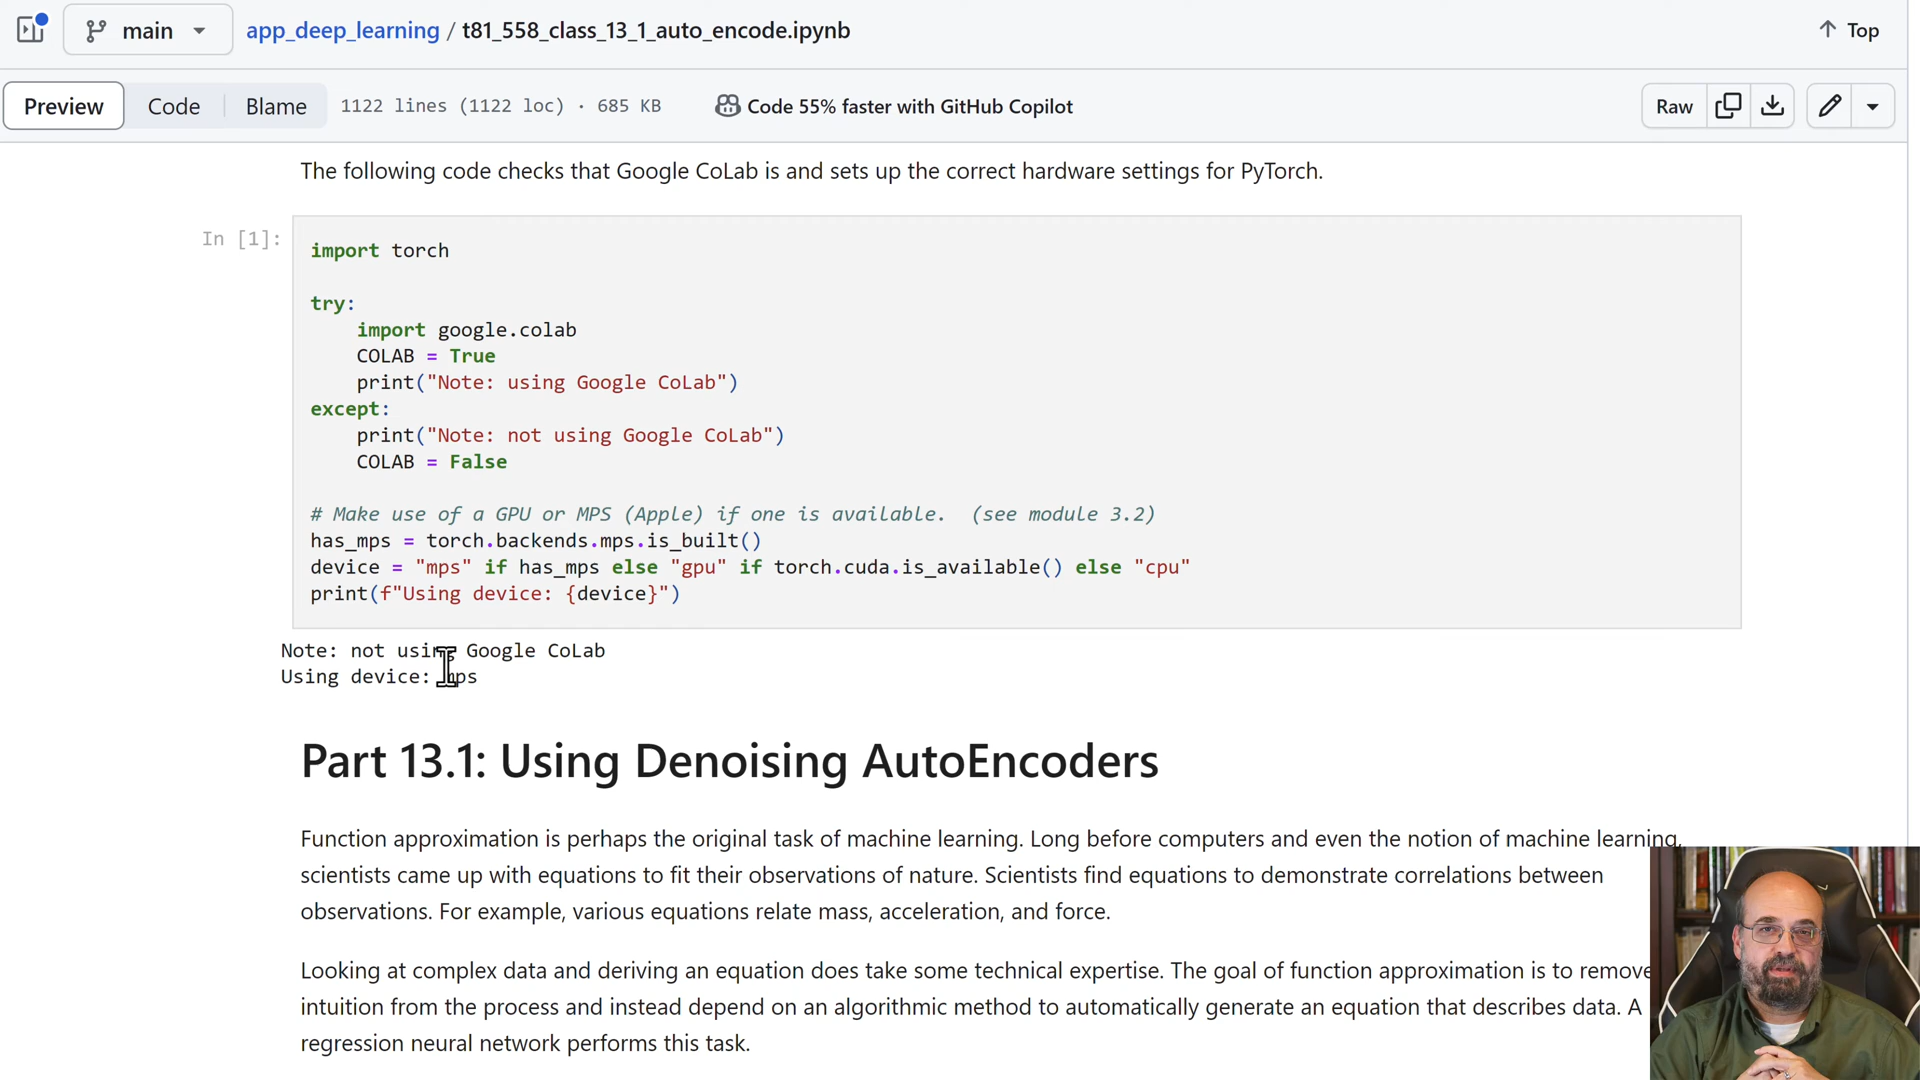 main
app_deep_learning / t81_558_class_13_1_auto_encode.ipynb
Top
Preview
Code
Blame
1122 lines (1122 loc) · 685 KB
Code 55% faster with GitHub Copilot
Raw
The following code checks that Google CoLab is and sets up the correct hardware settings for PyTorch.
In [1]:
import torch
try:
    import google.colab
    COLAB = True
    print("Note: using Google CoLab")
except:
    print("Note: not using Google CoLab")
    COLAB = False
# Make use of a GPU or MPS (Apple) if one is available.  (see module 3.2)
has_mps = torch.backends.mps.is_built()
device = "mps" if has_mps else "gpu" if torch.cuda.is_available() else "cpu"
print(f"Using device: {device}")
Note: not using Google CoLab
Using device: mps
Part 13.1: Using Denoising AutoEncoders
Function approximation is perhaps the original task of machine learning. Long before computers and even the notion of machine learning,
scientists came up with equations to fit their observations of nature. Scientists find equations to demonstrate correlations between
observations. For example, various equations relate mass, acceleration, and force.
Looking at complex data and deriving an equation does take some technical expertise. The goal of function approximation is to remove
intuition from the process and instead depend on an algorithmic method to automatically generate an equation that describes data. A
regression neural network performs this task.